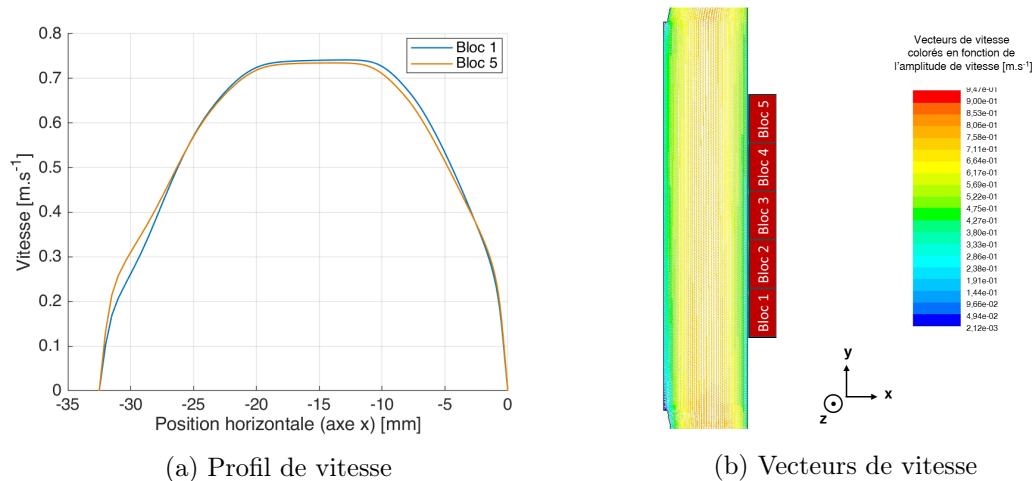 0.8
0.7
0.6
0.5
0.4
0.3
0.2
0.1
0
Vitesse [m.s⁻¹]
Bloc 1
Bloc 5
-35
-30
-25
-20
-15
-10
-5
0
Position horizontale (axe x) [mm]
(a) Profil de vitesse
Bloc 5
Bloc 4
Bloc 3
Bloc 2
Bloc 1
Vecteurs de vitesse
colorés en fonction de
l'amplitude de vitesse [m.s⁻¹]
9,47e-01
9,00e-01
8,53e-01
8,06e-01
7,58e-01
7,11e-01
6,64e-01
6,17e-01
5,69e-01
5,22e-01
4,75e-01
4,27e-01
3,80e-01
3,33e-01
2,86e-01
2,38e-01
1,91e-01
1,44e-01
9,66e-02
4,94e-02
2,12e-03
y
x
z
(b) Vecteurs de vitesse